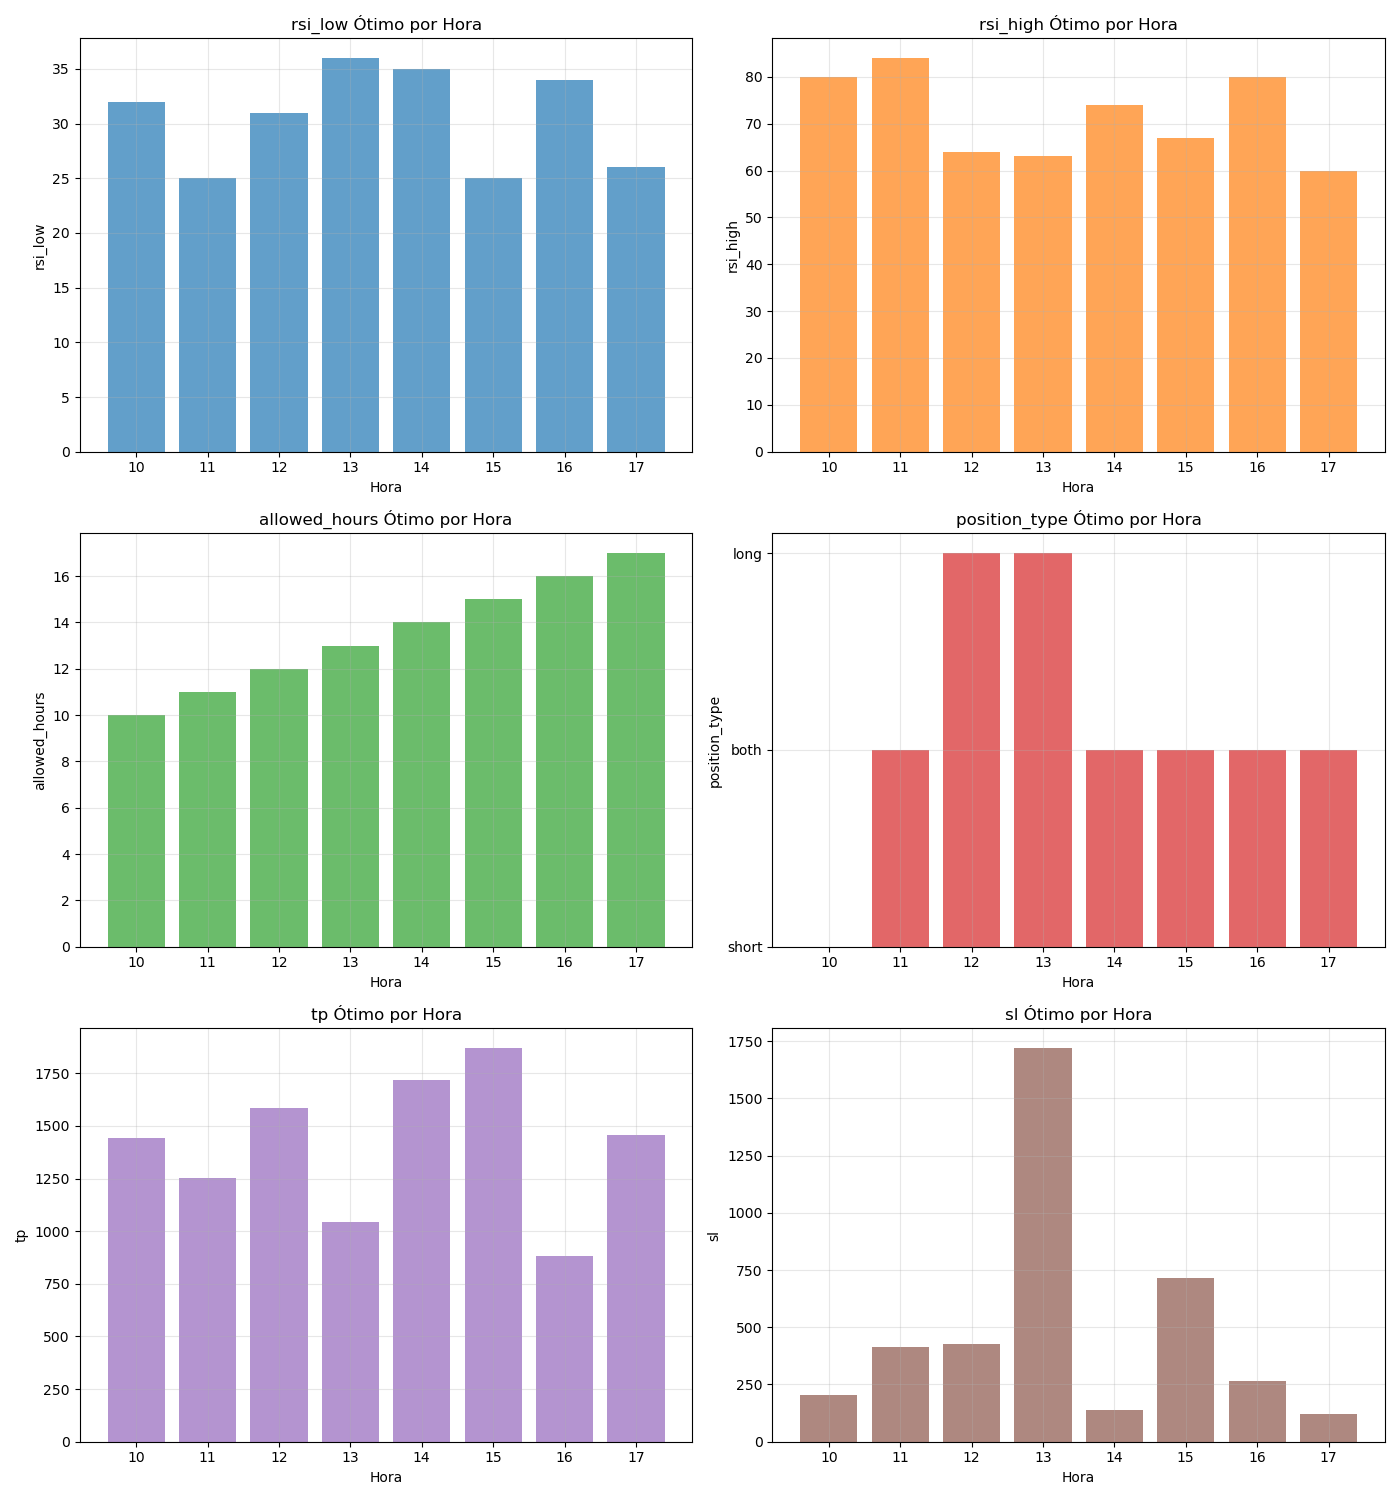 rsi_low Ótimo por Hora
35
30
25
20
15
10
5
0
rsi_low
10 11 12 13 14 15 16 17
Hora
rsi_high Ótimo por Hora
80
70
60
50
40
30
20
10
0
rsi_high
10 11 12 13 14 15 16 17
Hora
allowed_hours Ótimo por Hora
16
14
12
10
8
6
4
2
0
allowed_hours
10 11 12 13 14 15 16 17
Hora
position_type Ótimo por Hora
long
both
short
position_type
10 11 12 13 14 15 16 17
Hora
tp Ótimo por Hora
1750
1500
1250
1000
750
500
250
0
tp
10 11 12 13 14 15 16 17
Hora
sl Ótimo por Hora
1750
1500
1250
1000
750
500
250
0
sl
10 11 12 13 14 15 16 17
Hora